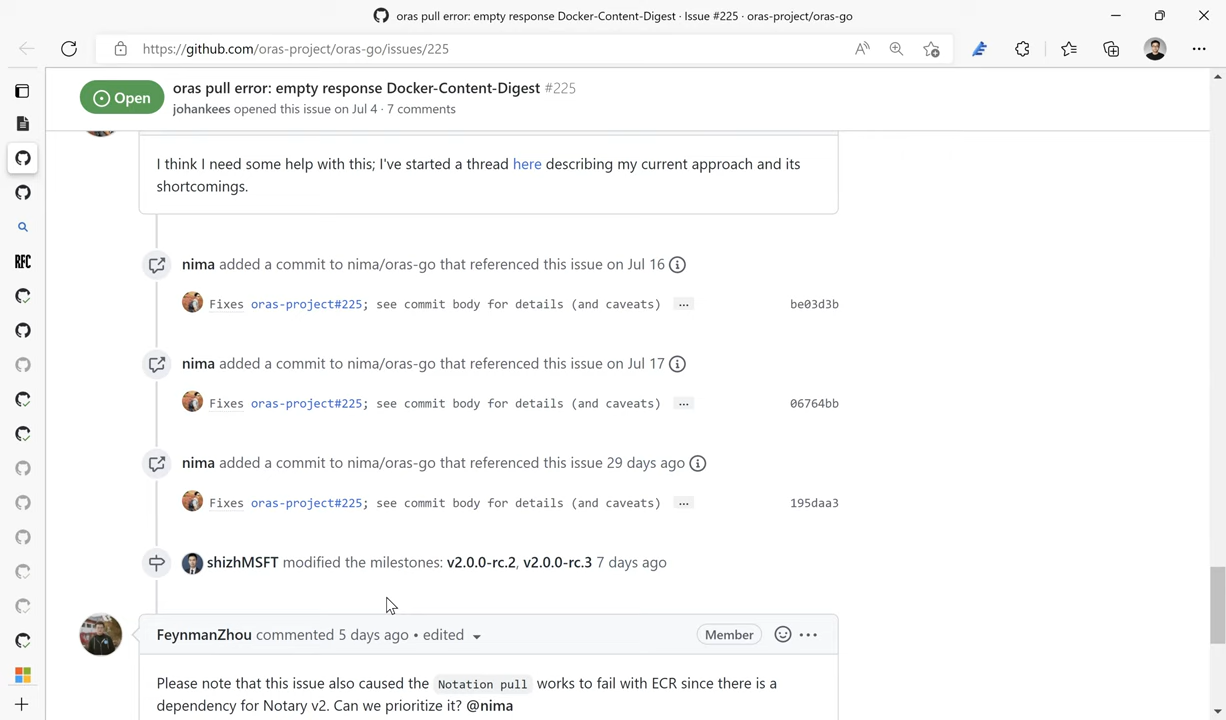 oras pull error: empty response Docker-Content-Digest · Issue #225 · oras-project/oras-go
https://github.com/oras-project/oras-go/issues/225
Open
oras pull error: empty response Docker-Content-Digest #225
johankees opened this issue on Jul 4 · 7 comments
I think I need some help with this; I've started a thread here describing my current approach and its
shortcomings.
nima added a commit to nima/oras-go that referenced this issue on Jul 16
Fixes oras-project#225; see commit body for details (and caveats) ... be03d3b
nima added a commit to nima/oras-go that referenced this issue on Jul 17
Fixes oras-project#225; see commit body for details (and caveats) ... 06764bb
nima added a commit to nima/oras-go that referenced this issue 29 days ago
Fixes oras-project#225; see commit body for details (and caveats) ... 195daa3
shizhMSFT modified the milestones: v2.0.0-rc.2, v2.0.0-rc.3 7 days ago
FeynmanZhou commented 5 days ago • edited Member
Please note that this issue also caused the Notation pull works to fail with ECR since there is a
dependency for Notary v2. Can we prioritize it? @nima
RFC